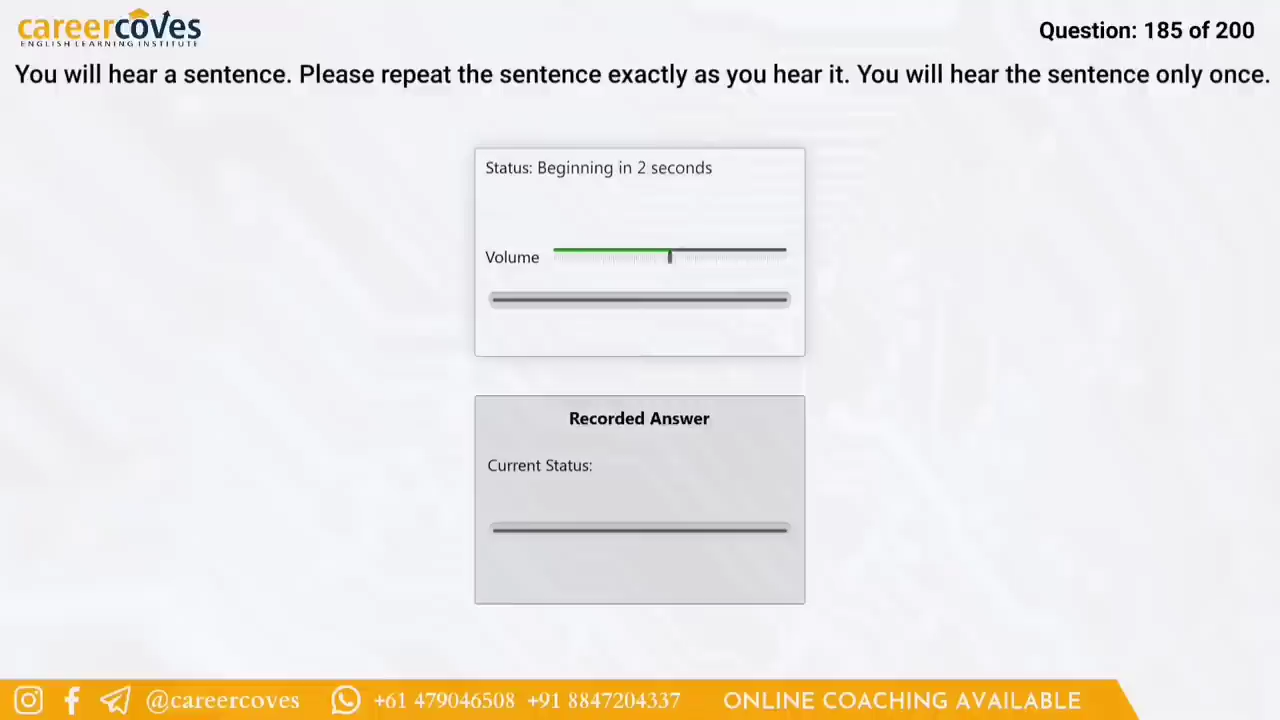 careercoves
ENGLISH LEARNING INSTITUTE
Question: 185 of 200
You will hear a sentence. Please repeat the sentence exactly as you hear it. You will hear the sentence only once.
Status: Beginning in 2 seconds
Volume
Recorded Answer
Current Status:
@careercoves +61 479046508 +91 8847204337 ONLINE COACHING AVAILABLE